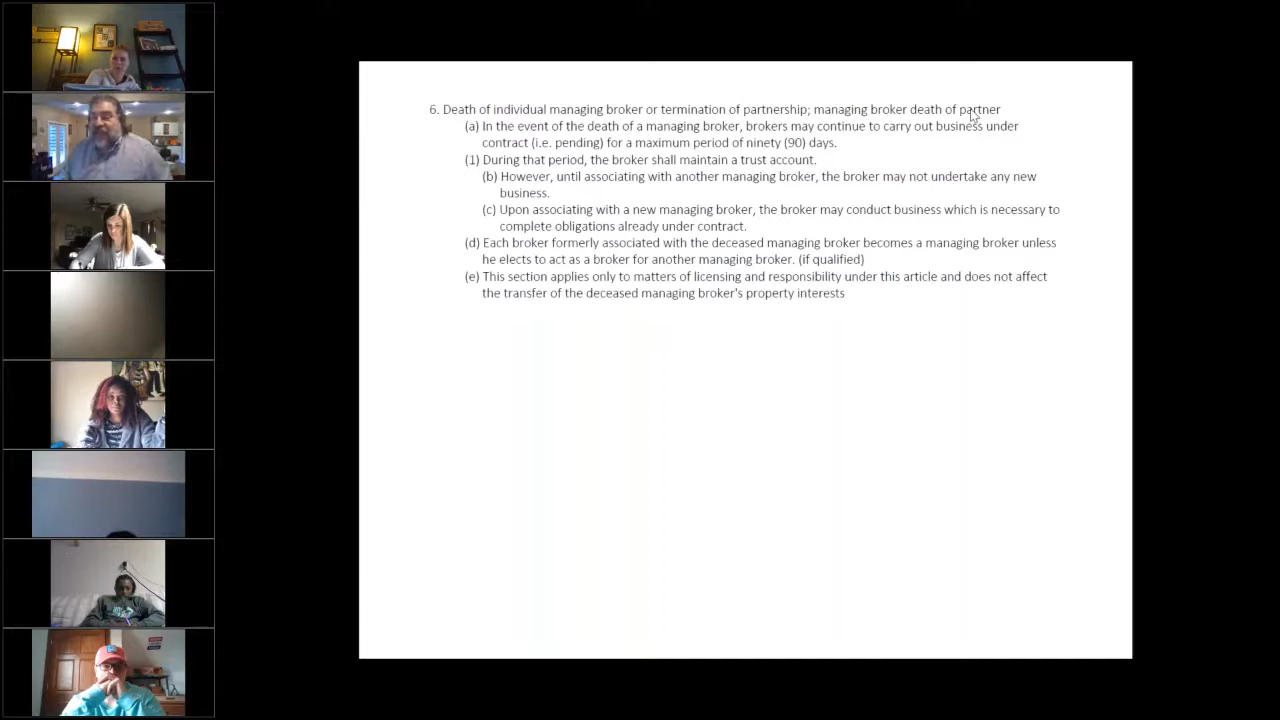 6. Death of individual managing broker or termination of partnership; managing broker death of partner
(a) In the event of the death of a managing broker, brokers may continue to carry out business under
contract (i.e. pending) for a maximum period of ninety (90) days.
(1) During that period, the broker shall maintain a trust account.
(b) However, until associating with another managing broker, the broker may not undertake any new
business.
(c) Upon associating with a new managing broker, the broker may conduct business which is necessary to
complete obligations already under contract.
(d) Each broker formerly associated with the deceased managing broker becomes a managing broker unless
he elects to act as a broker for another managing broker. (if qualified)
(e) This section applies only to matters of licensing and responsibility under this article and does not affect
the transfer of the deceased managing broker's property interests